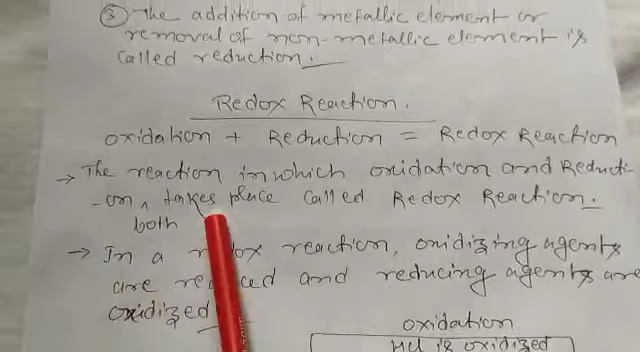 ③ The addition of metallic element or
removal of non-metallic element is
called reduction.
Redox Reaction.
Oxidation + Reduction = Redox Reaction
→ The reaction in which oxidation and Reducti-
-on, takes place called Redox Reaction.
both
→ In a reaction, oxidizing agents
are and reducing agents are
oxidized
oxidation
HCl is oxidized